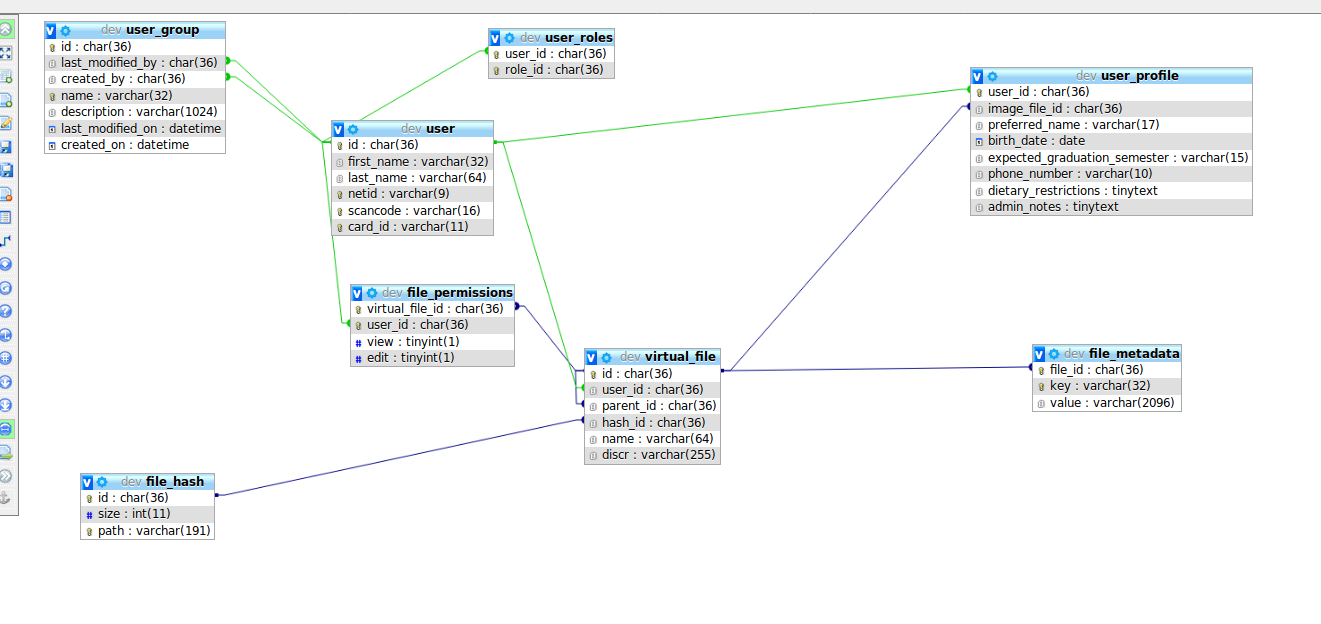 dev user_group
id : char(36)
last_modified_by : char(36)
created_by : char(36)
name : varchar(32)
description : varchar(1024)
last_modified_on : datetime
created_on : datetime
dev user_roles
user_id : char(36)
role_id : char(36)
dev user_profile
user_id : char(36)
image_file_id : char(36)
preferred_name : varchar(17)
birth_date : date
expected_graduation_semester : varchar(15)
phone_number : varchar(10)
dietary_restrictions : tinytext
admin_notes : tinytext
dev user
id : char(36)
first_name : varchar(32)
last_name : varchar(64)
netid : varchar(9)
scancode : varchar(16)
card_id : varchar(11)
dev file_permissions
virtual_file_id : char(36)
user_id : char(36)
# view : tinyint(1)
# edit : tinyint(1)
dev virtual_file
id : char(36)
user_id : char(36)
parent_id : char(36)
hash_id : char(36)
name : varchar(64)
discr : varchar(255)
dev file_metadata
file_id : char(36)
key : varchar(32)
value : varchar(2096)
dev file_hash
id : char(36)
# size : int(11)
path : varchar(191)